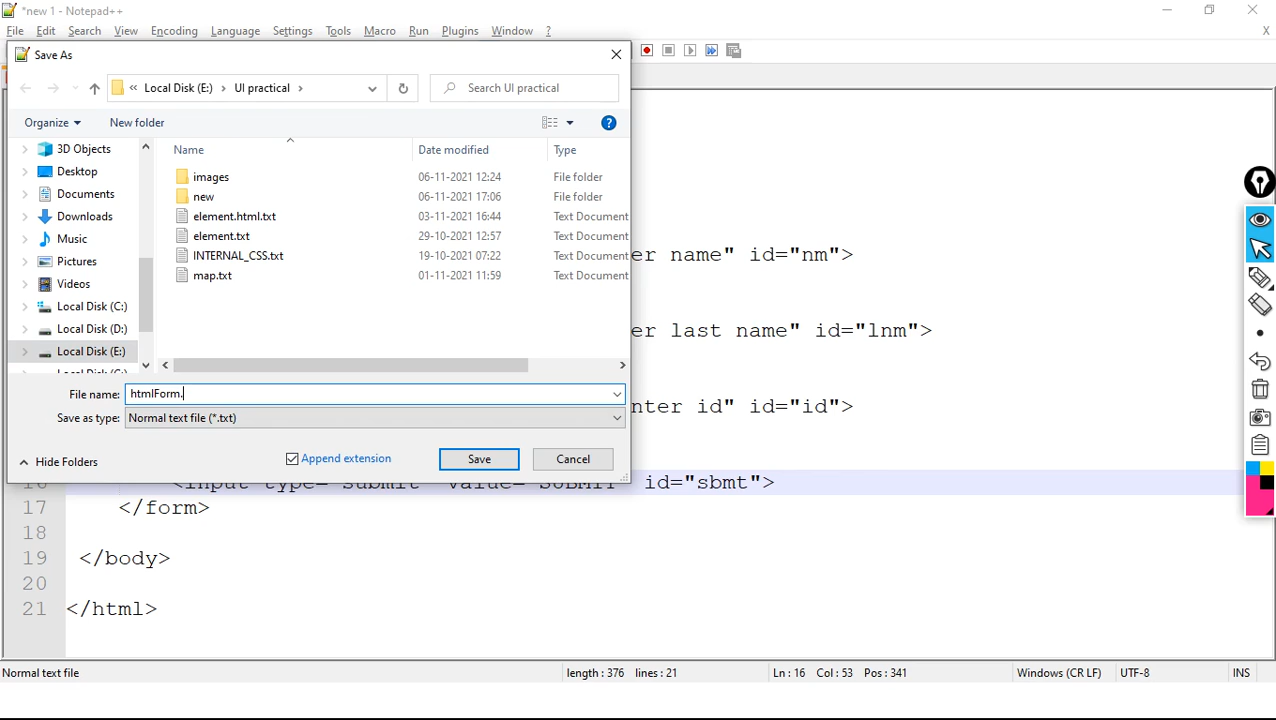 *new 1 - Notepad++
File Edit Search View Encoding Language Settings Tools Macro Run Plugins Window ? X
Save As
« Local Disk (E:) › UI practical › Search UI practical
Organize New folder
3D Objects
Desktop
Documents
Downloads
Music
Pictures
Videos
Local Disk (C:)
Local Disk (D:)
Local Disk (E:)
Name Date modified Type
images 06-11-2021 12:24 File folder
new 06-11-2021 17:06 File folder
element.html.txt 03-11-2021 16:44 Text Document
element.txt 29-10-2021 12:57 Text Document
INTERNAL_CSS.txt 19-10-2021 07:22 Text Document
map.txt 01-11-2021 11:59 Text Document
File name: htmlForm.
Save as type: Normal text file (*.txt)
Hide Folders Append extension Save Cancel
er name" id="nm">
er last name" id="lnm">
nter id" id="id">
16 <input type="submit" value="SUBMIT" id="sbmt">
17 </form>
18
19 </body>
20
21 </html>
Normal text file length : 376 lines : 21 Ln : 16 Col : 53 Pos : 341 Windows (CR LF) UTF-8 INS